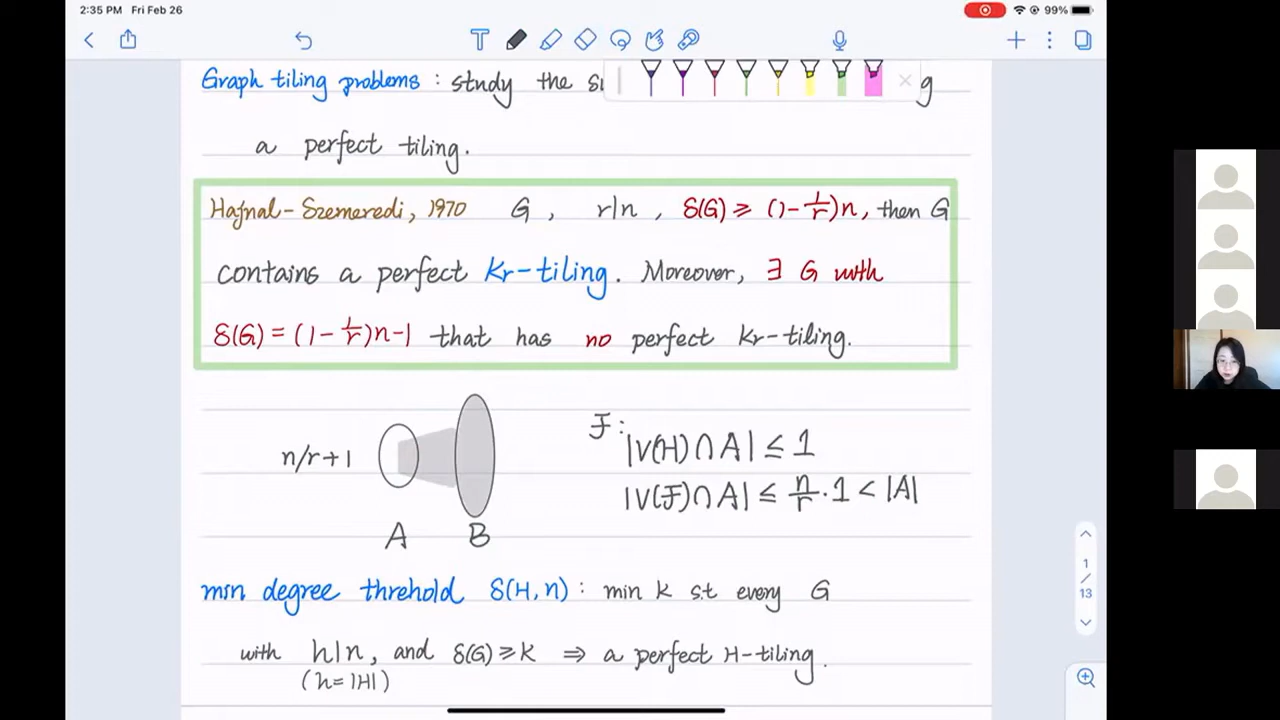 2:35 PM Fri Feb 26
99%
Graph tiling problems : study the
g
a perfect tiling.
Hajnal-Szemeredi, 1970 G, r|n, δ(G) ≥ (1-1/r)n, then G
contains a perfect Kr-tiling. Moreover, ∃ G with
δ(G) = (1-1/r)n-1 that has no perfect Kr-tiling.
F: |V(H)∩A| ≤ 1
n/r+1
|V(F)∩A| ≤ n/r · 1 < |A|
A B
min degree threhold δ(H,n) : min k s.t every G
with h|n, and δ(G) ≥ k ⇒ a perfect H-tiling.
(h=|H|)
1
/
13